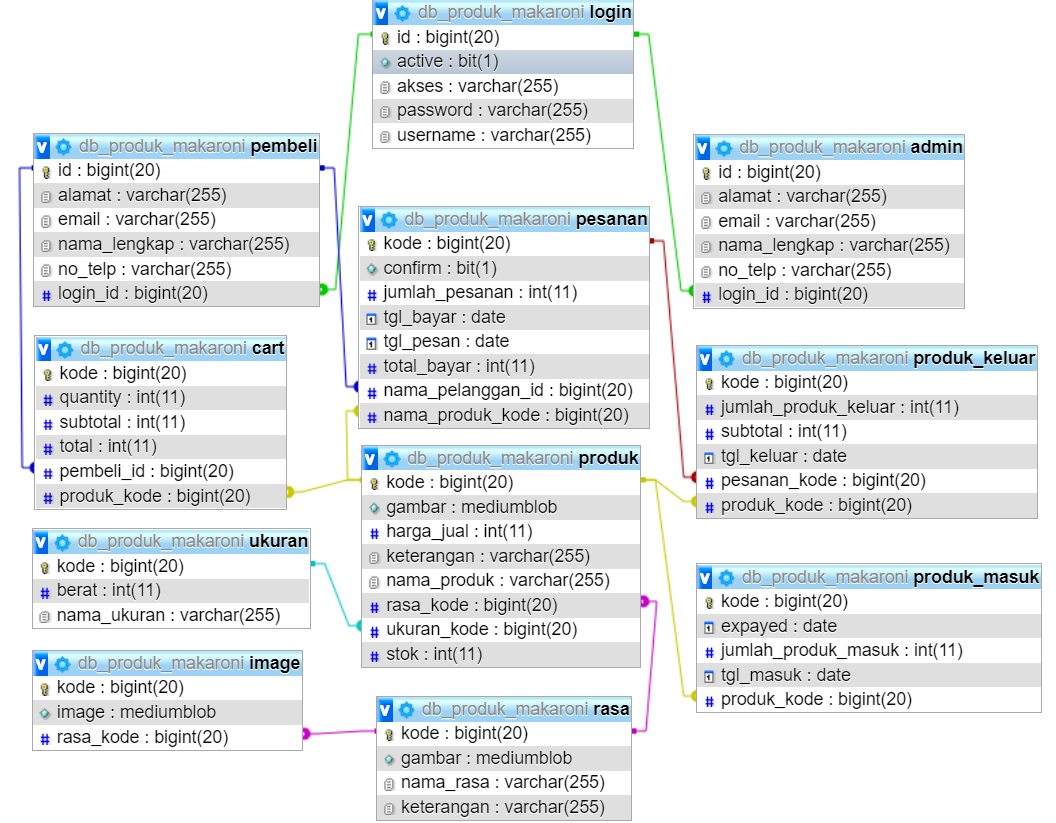 db_produk_makaroni login
id : bigint(20)
active : bit(1)
akses : varchar(255)
password : varchar(255)
username : varchar(255)
db_produk_makaroni pembeli
id : bigint(20)
alamat : varchar(255)
email : varchar(255)
nama_lengkap : varchar(255)
no_telp : varchar(255)
login_id : bigint(20)
db_produk_makaroni admin
id : bigint(20)
alamat : varchar(255)
email : varchar(255)
nama_lengkap : varchar(255)
no_telp : varchar(255)
login_id : bigint(20)
db_produk_makaroni pesanan
kode : bigint(20)
confirm : bit(1)
jumlah_pesanan : int(11)
tgl_bayar : date
tgl_pesan : date
total_bayar : int(11)
nama_pelanggan_id : bigint(20)
nama_produk_kode : bigint(20)
db_produk_makaroni cart
kode : bigint(20)
quantity : int(11)
subtotal : int(11)
total : int(11)
pembeli_id : bigint(20)
produk_kode : bigint(20)
db_produk_makaroni produk_keluar
kode : bigint(20)
jumlah_produk_keluar : int(11)
subtotal : int(11)
tgl_keluar : date
pesanan_kode : bigint(20)
produk_kode : bigint(20)
db_produk_makaroni produk
kode : bigint(20)
gambar : mediumblob
harga_jual : int(11)
keterangan : varchar(255)
nama_produk : varchar(255)
rasa_kode : bigint(20)
ukuran_kode : bigint(20)
stok : int(11)
db_produk_makaroni ukuran
kode : bigint(20)
berat : int(11)
nama_ukuran : varchar(255)
db_produk_makaroni produk_masuk
kode : bigint(20)
expayed : date
jumlah_produk_masuk : int(11)
tgl_masuk : date
produk_kode : bigint(20)
db_produk_makaroni image
kode : bigint(20)
image : mediumblob
rasa_kode : bigint(20)
db_produk_makaroni rasa
kode : bigint(20)
gambar : mediumblob
nama_rasa : varchar(255)
keterangan : varchar(255)